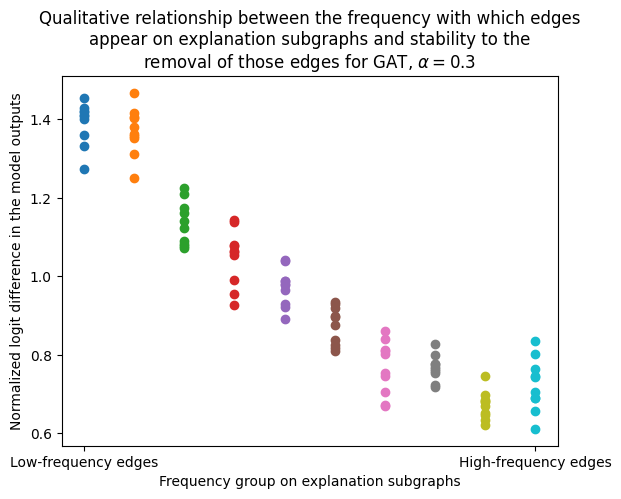 Qualitative relationship between the frequency with which edges
appear on explanation subgraphs and stability to the
removal of those edges for GAT, α = 0.3
Normalized logit difference in the model outputs
1.4
1.2
1.0
0.8
0.6
Low-frequency edges
High-frequency edges
Frequency group on explanation subgraphs